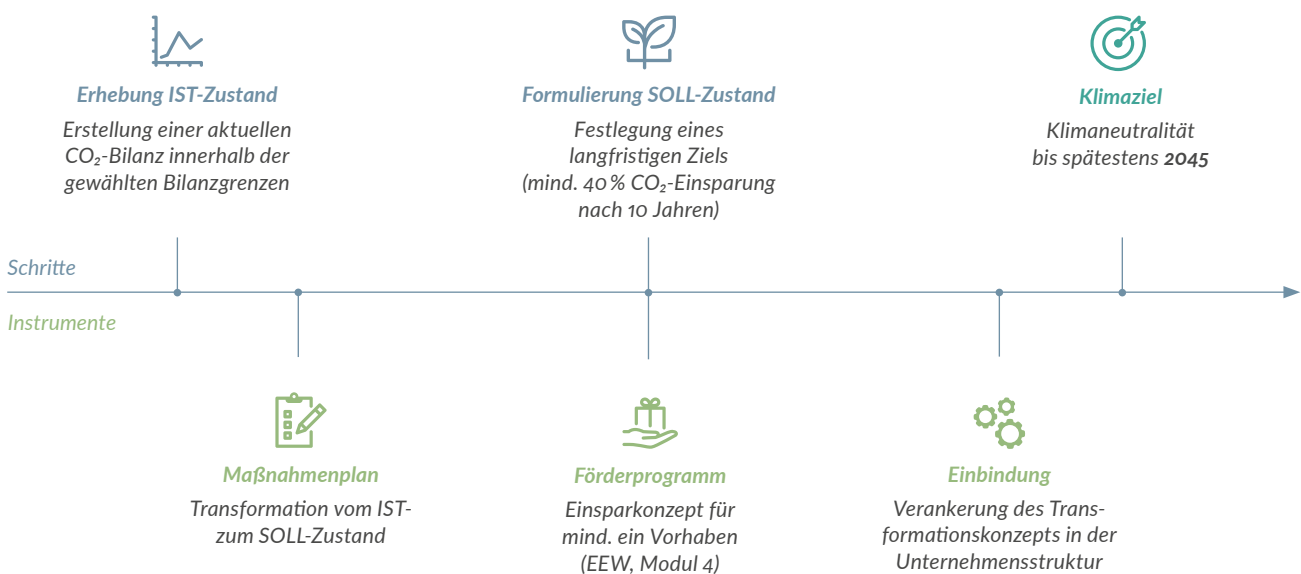 Erhebung IST-Zustand
Erstellung einer aktuellen
CO₂-Bilanz innerhalb der
gewählten Bilanzgrenzen
Formulierung SOLL-Zustand
Festlegung eines
langfristigen Ziels
(mind. 40 % CO₂-Einsparung
nach 10 Jahren)
Klimaziel
Klimaneutralität
bis spätestens 2045
Schritte
Instrumente
Maßnahmenplan
Transformation vom IST-
zum SOLL-Zustand
Förderprogramm
Einsparkonzept für
mind. ein Vorhaben
(EEW, Modul 4)
Einbindung
Verankerung des Trans-
formationskonzepts in der
Unternehmensstruktur